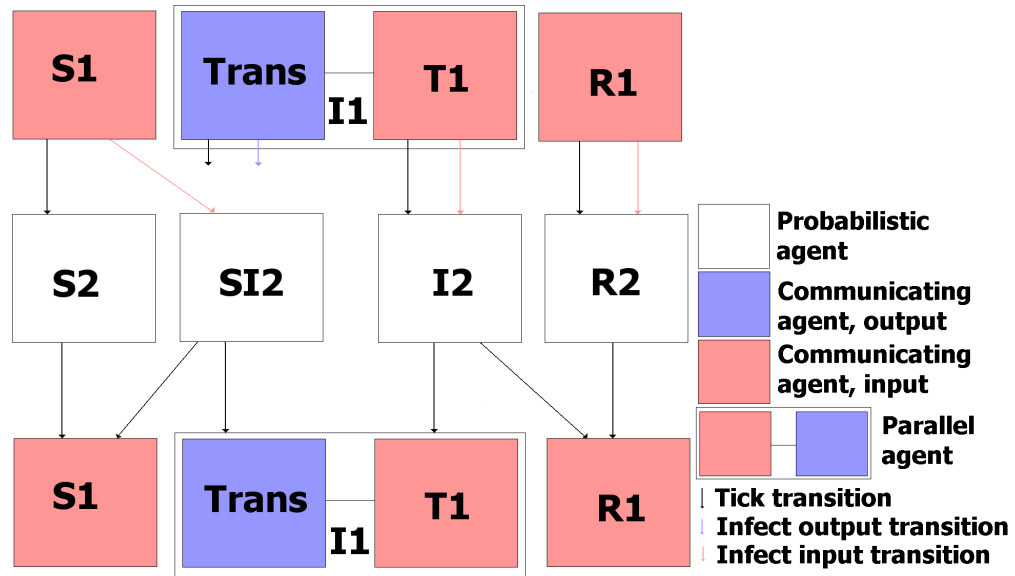 S1
Trans
I1
T1
R1
S2
SI2
I2
R2
S1
Trans
I1
T1
R1
Probabilistic
agent
Communicating
agent, output
Communicating
agent, input
Parallel
agent
Tick transition
Infect output transition
Infect input transition